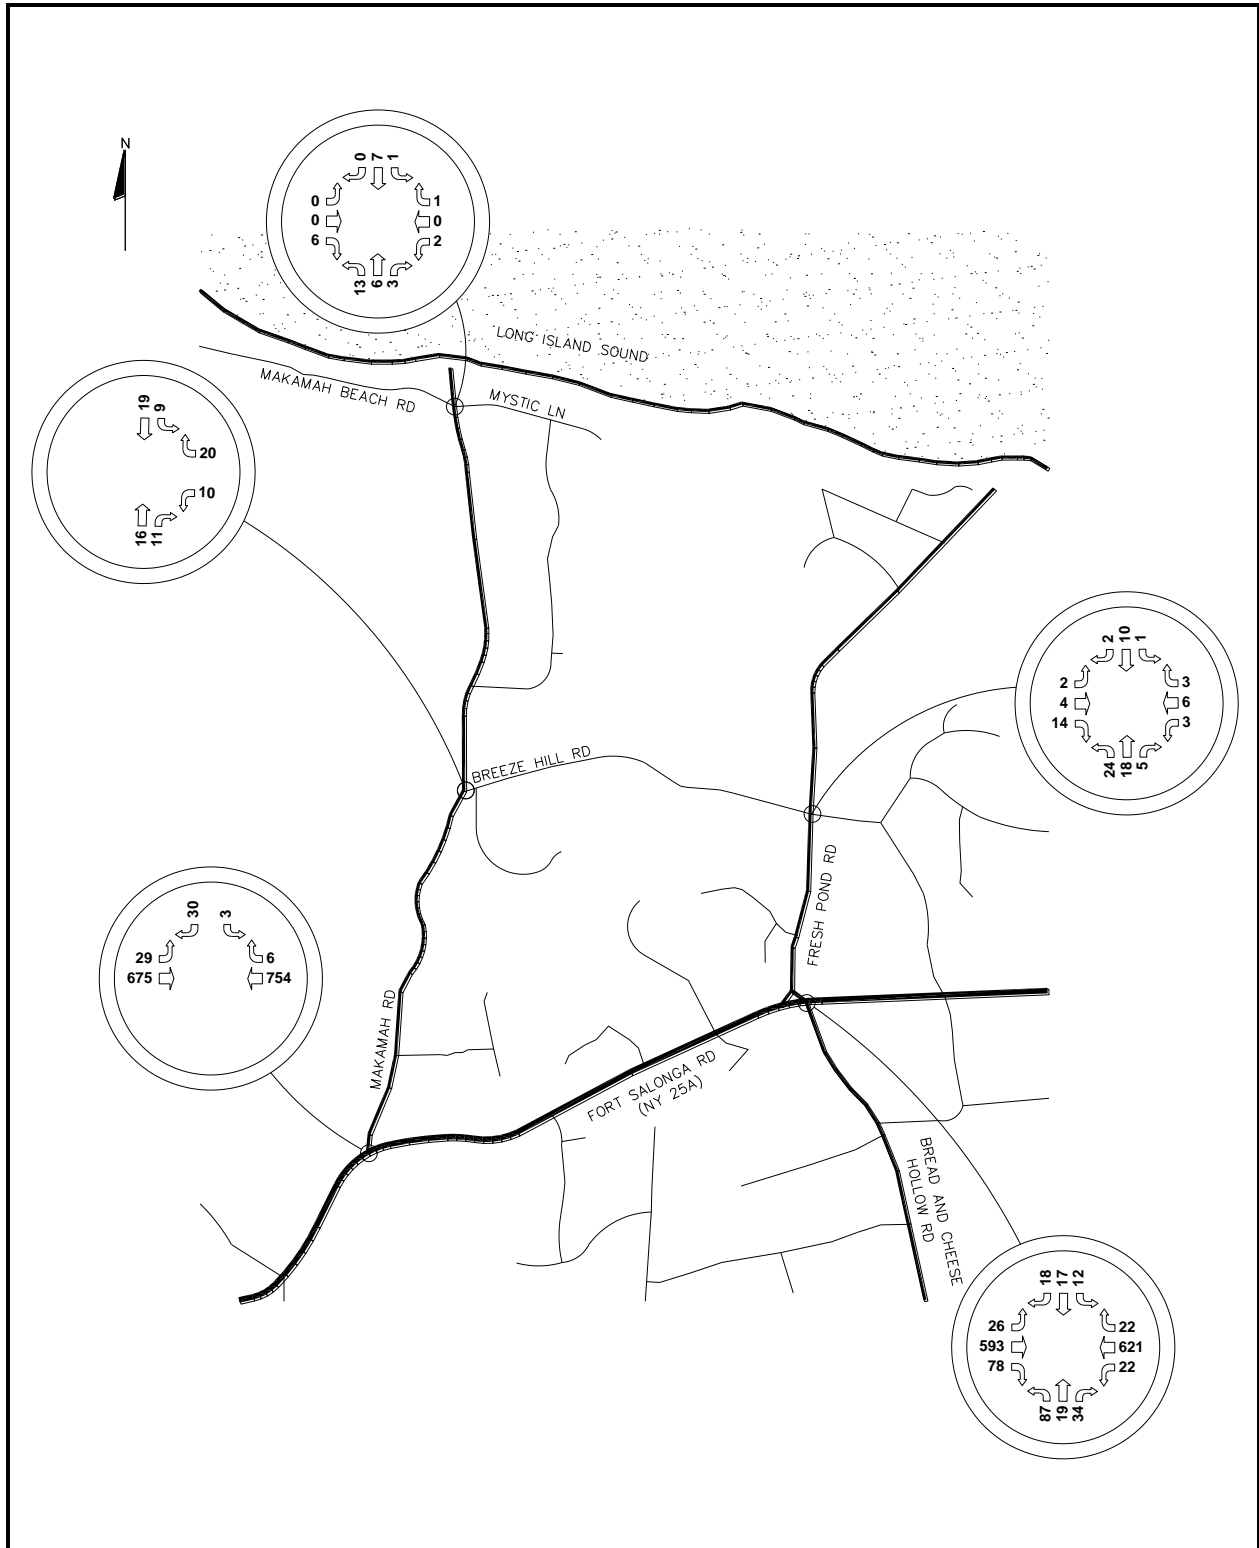 N
0 7 1
0
0
6
1
0
2
13 6 3
LONG ISLAND SOUND
MAKAMAH BEACH RD
MYSTIC LN
19 9
20
10
16 11
2 10 1
2
4
14
3
6
3
24 18 5
BREEZE HILL RD
FRESH POND RD
30 3
29
675
6
754
MAKAMAH RD
FORT SALONGA RD
(NY 25A)
BREAD AND CHEESE
HOLLOW RD
18 17 12
26
593
78
22
621
22
87 19 34